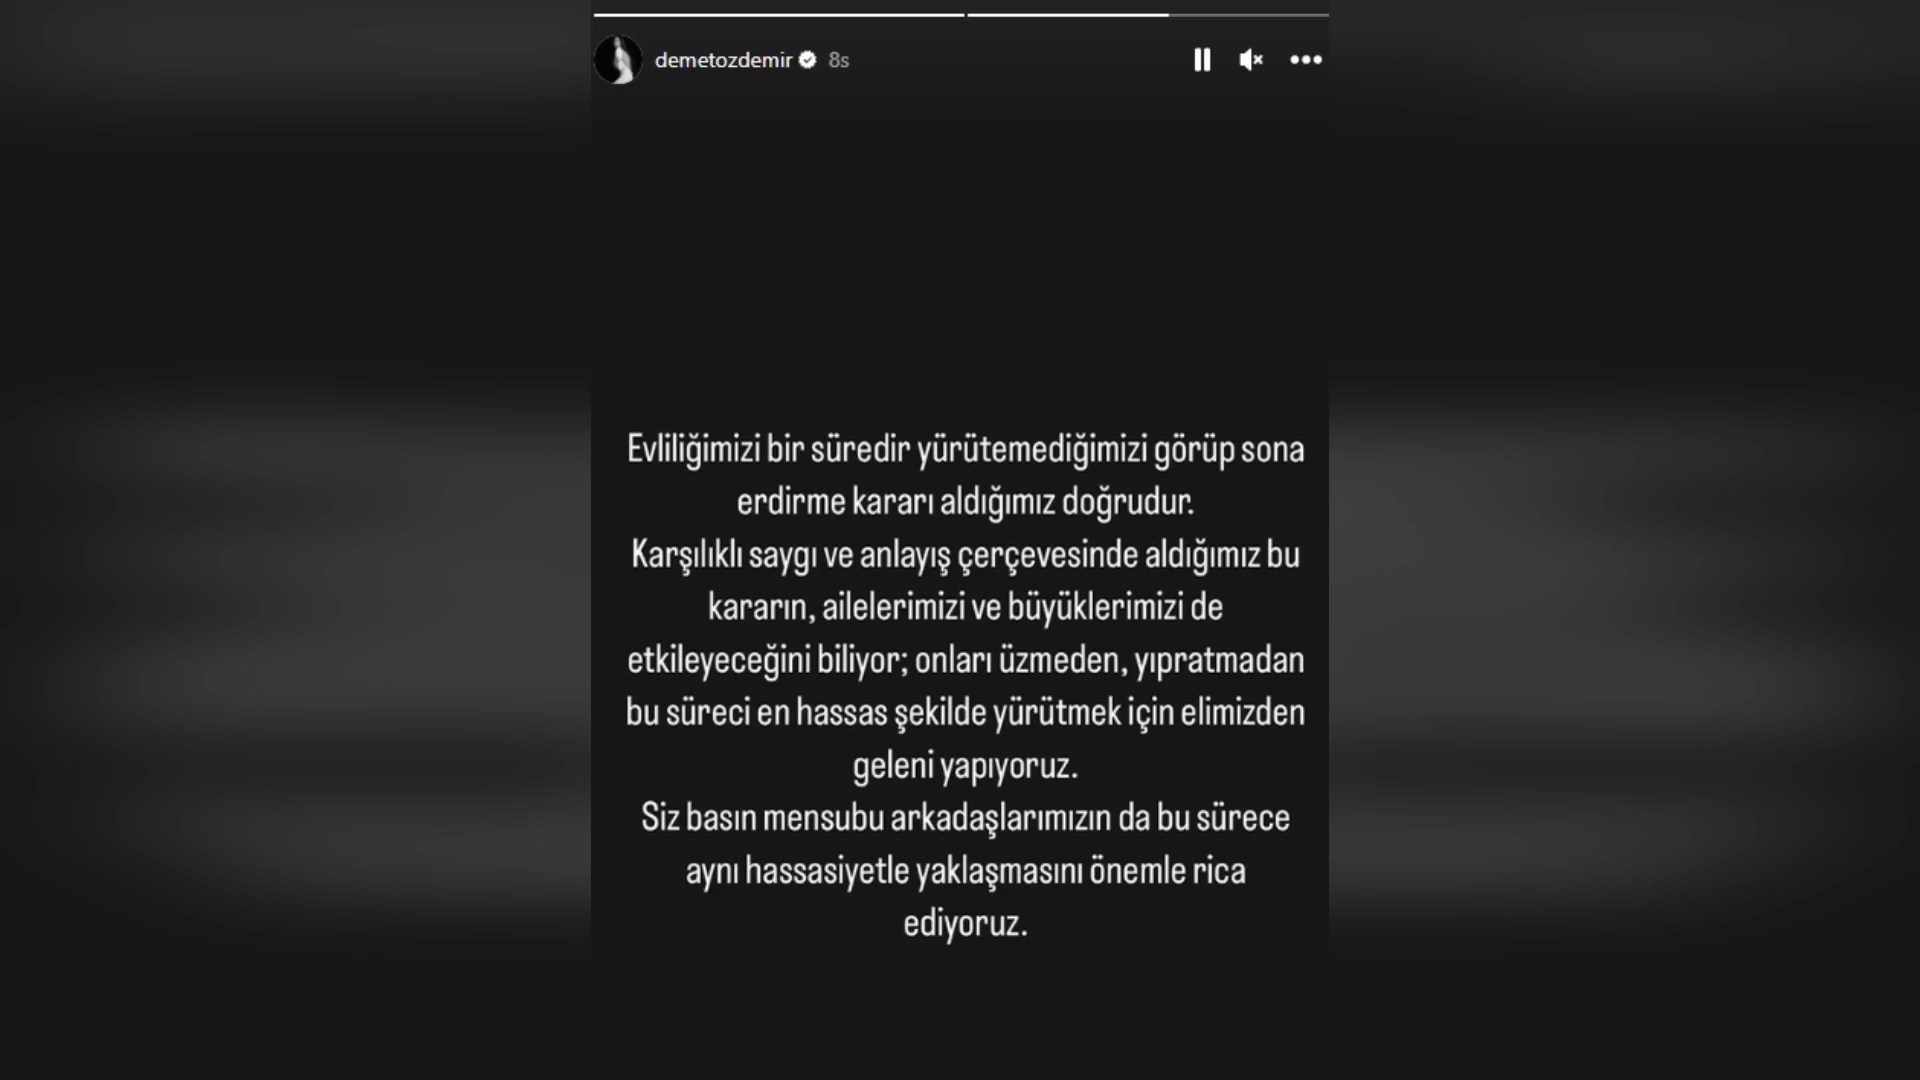 demetozdemir 8s
Evliliğimizi bir süredir yürütemediğimizi görüp sona
erdirme kararı aldığımız doğrudur.
Karşılıklı saygı ve anlayış çerçevesinde aldığımız bu
kararın, ailelerimizi ve büyüklerimizi de
etkileyeceğini biliyor; onları üzmeden, yıpratmadan
bu süreci en hassas şekilde yürütmek için elimizden
geleni yapıyoruz.
Siz basın mensubu arkadaşlarımızın da bu sürece
aynı hassasiyetle yaklaşmasını önemle rica
ediyoruz.